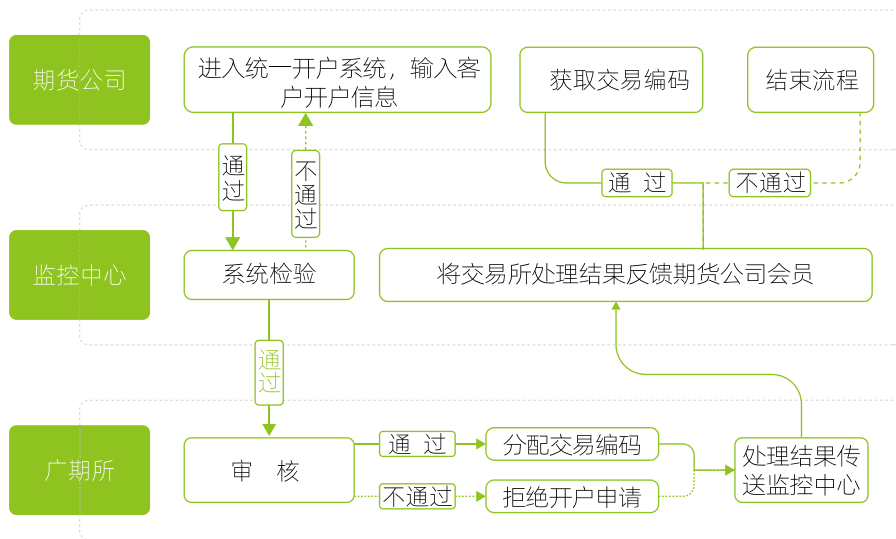 期货公司
进入统一开户系统，输入客
户开户信息
获取交易编码
结束流程
通过
不通过
通 过
不通过
监控中心
系统检验
将交易所处理结果反馈期货公司会员
通过
广期所
审 核
通 过
分配交易编码
不通过
拒绝开户申请
处理结果传
送监控中心